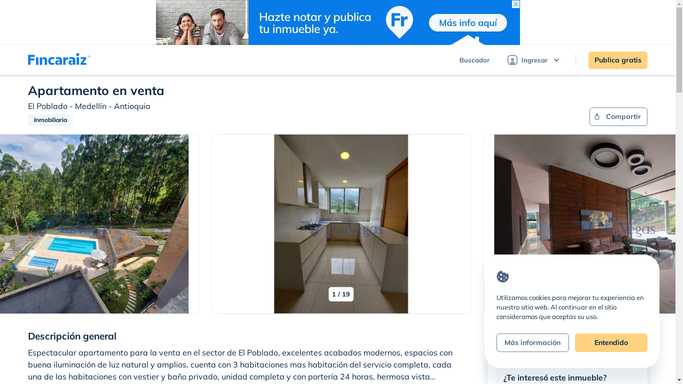 Hazte notar y publica
tu inmueble ya.
Fr
Más info aquí
Fincaraiz
Buscador
Ingresar
Publica gratis
Apartamento en venta
El Poblado - Medellín - Antioquia
Inmobiliaria
Compartir
1 / 19
Utilizamos cookies para mejorar tu experiencia en
nuestro sitio web. Al continuar en el sitio
consideramos que aceptas su uso.
Más información
Entendido
Descripción general
Espectacular apartamento para la venta en el sector de El Poblado, excelentes acabados modernos, espacios con
buena iluminación de luz natural y amplios, cuenta con 3 habitaciones mas habitación del servicio completa, cada
una de las habitaciones con vestier y baño privado, unidad completa y con portería 24 horas, hermosa vista...
¿Te interesó este inmueble?